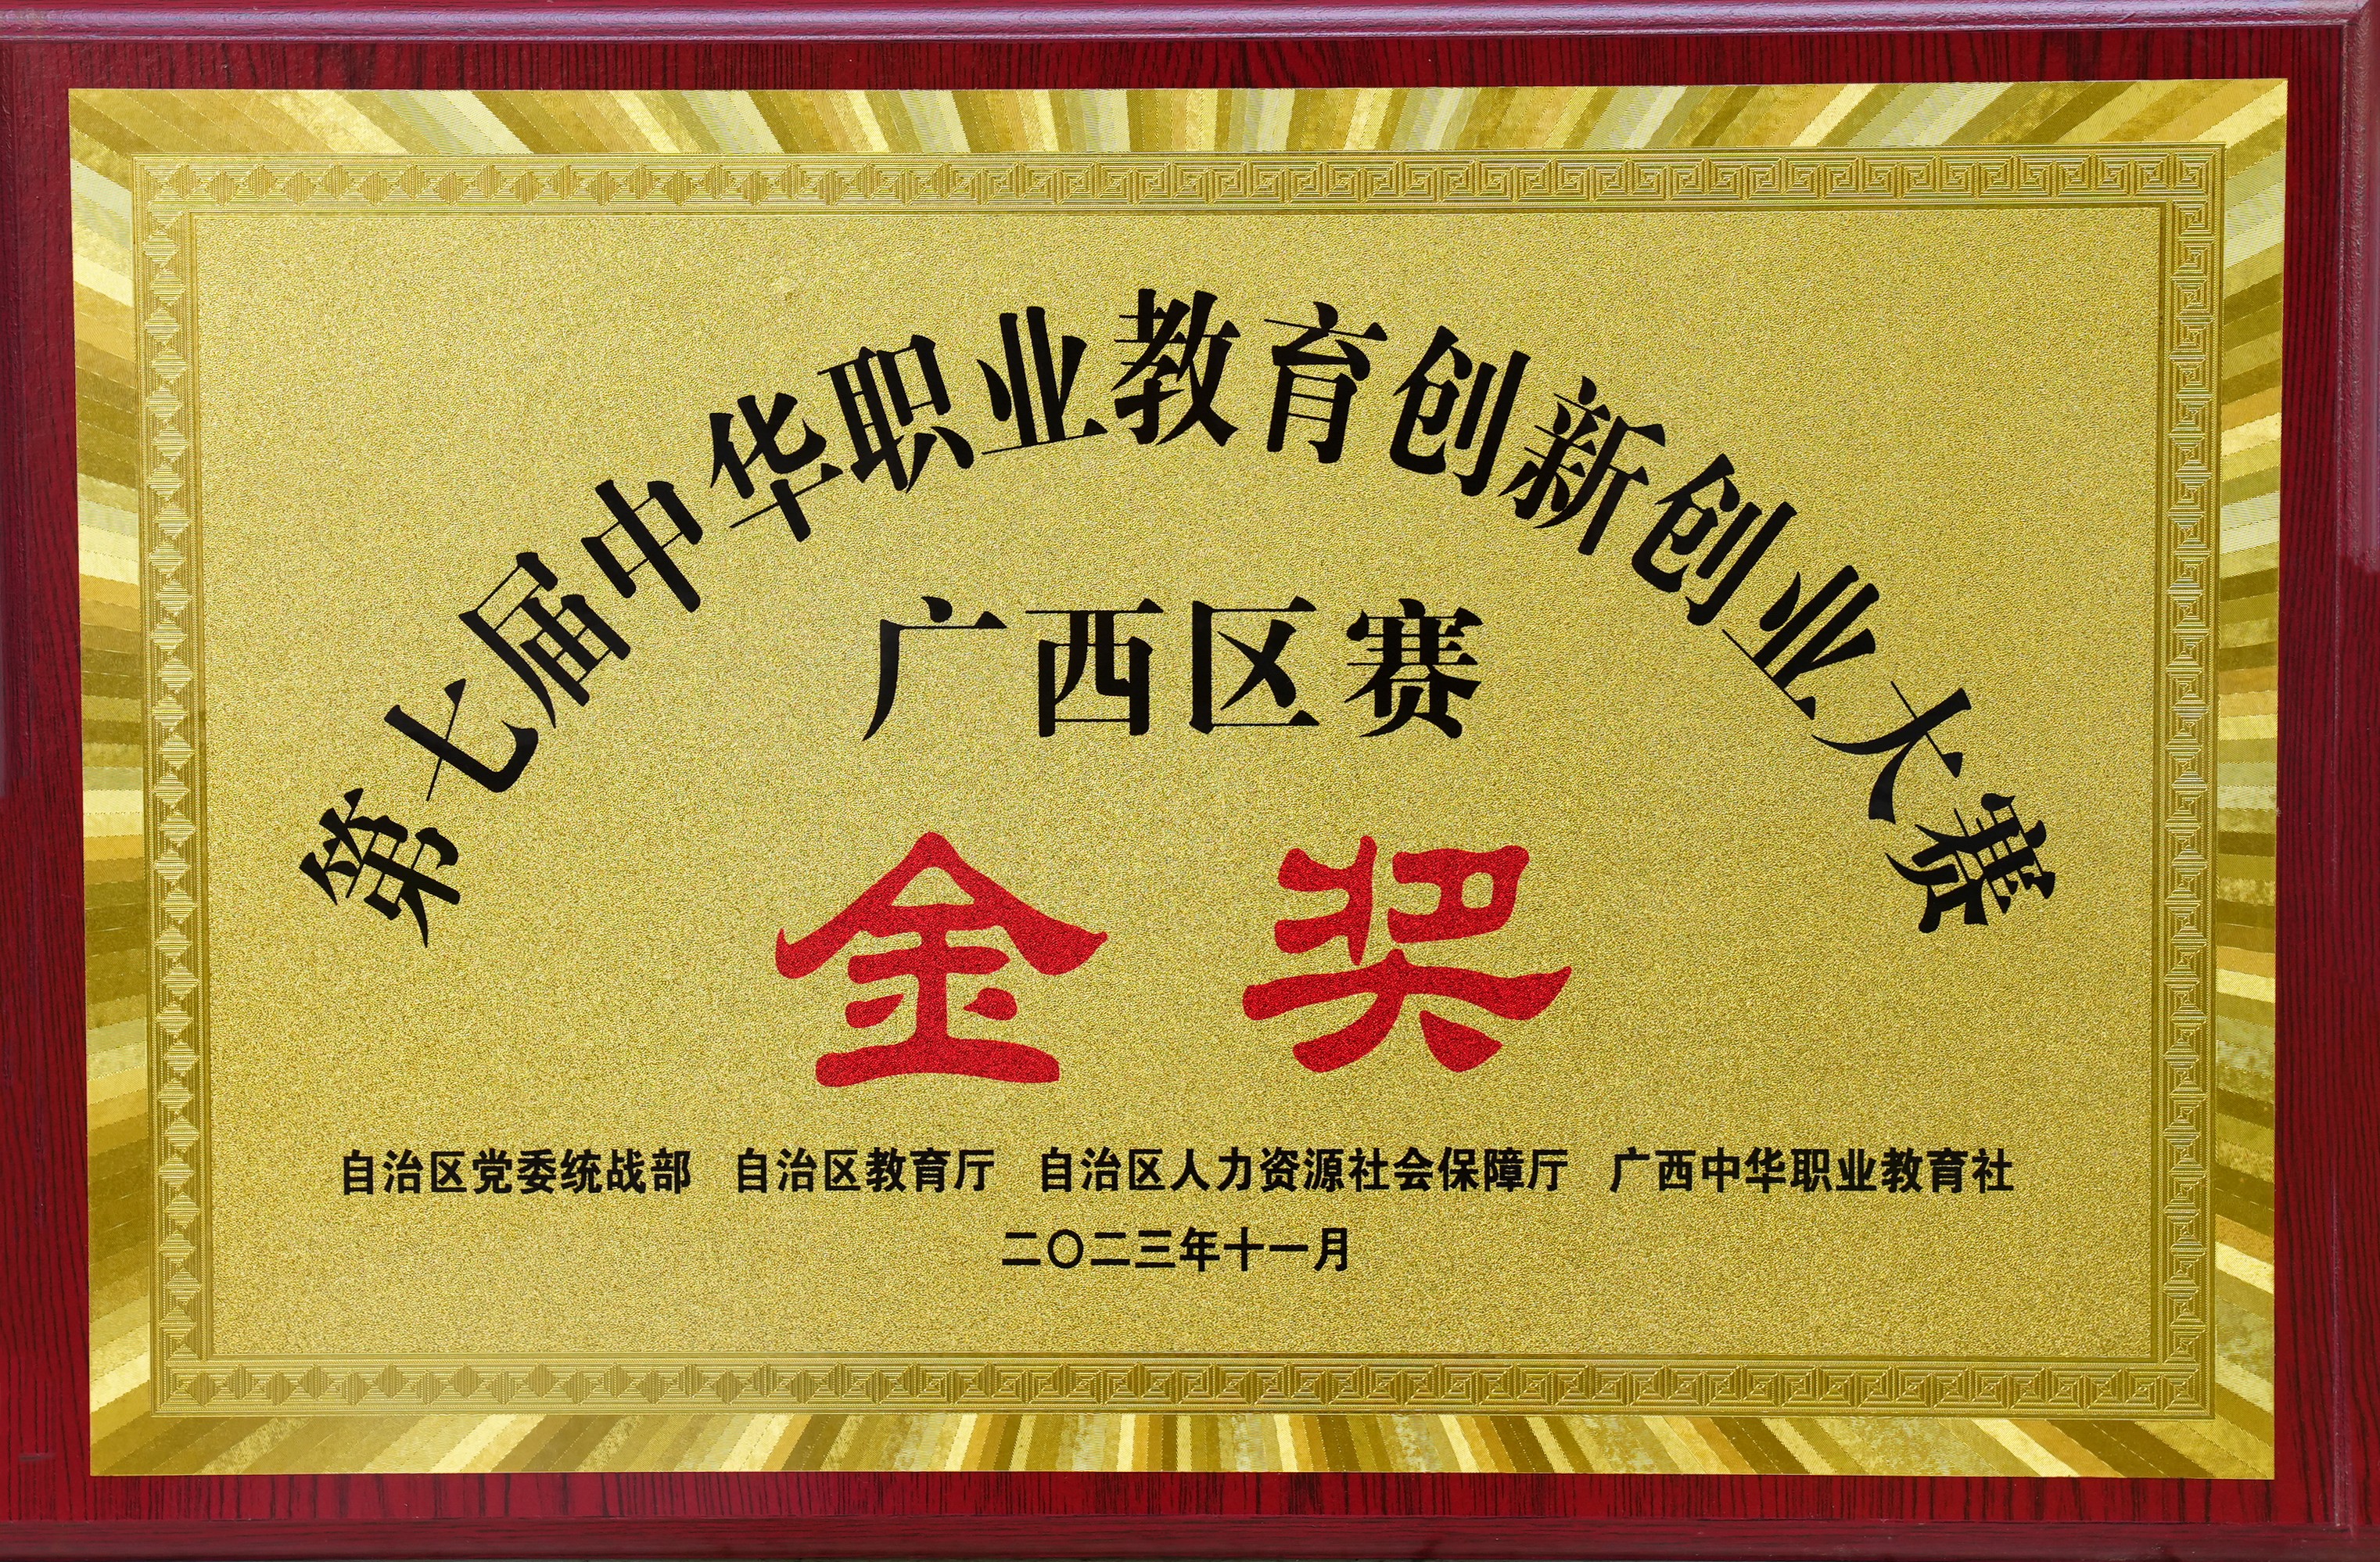 第七届中华职业教育创新创业大赛
广西区赛
金奖
自治区党委统战部 自治区教育厅 自治区人力资源社会保障厅 广西中华职业教育社
二〇二三年十一月